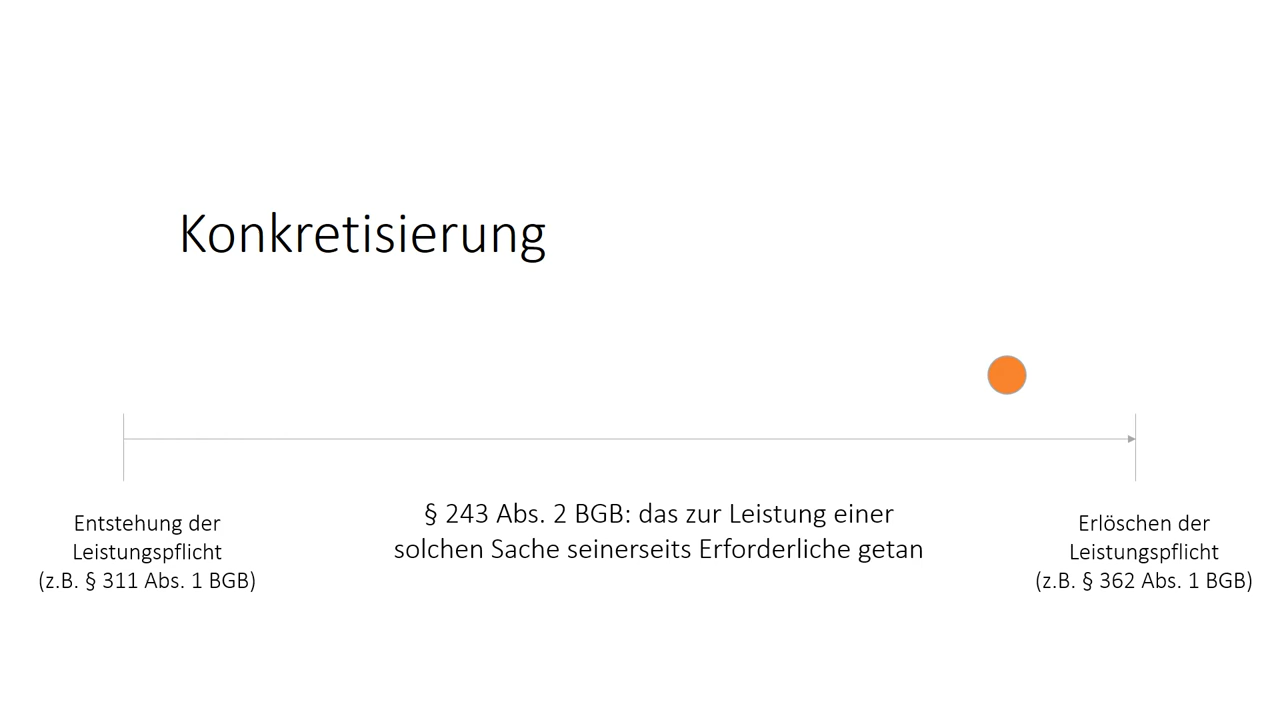 Konkretisierung
§ 243 Abs. 2 BGB: das zur Leistung einer
solchen Sache seinerseits Erforderliche getan
Entstehung der
Leistungspflicht
(z.B. § 311 Abs. 1 BGB)
Erlöschen der
Leistungspflicht
(z.B. § 362 Abs. 1 BGB)